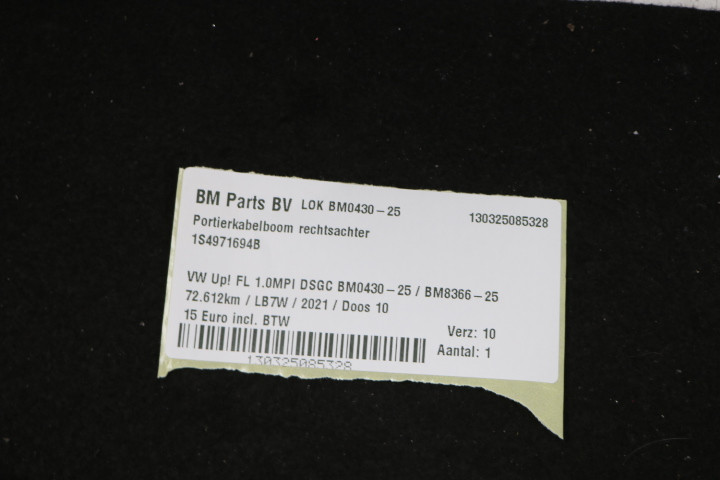 BM Parts BV LOK BM0430-25 130325085328
Portierkabelboom rechtsachter
1S4971694B
VW Up! FL 1.0MPI DSGC BM0430-25 / BM8366-25
72.612km / LB7W / 2021 / Doos 10
15 Euro incl. BTW
Verz: 10
Aantal: 1
130325085328